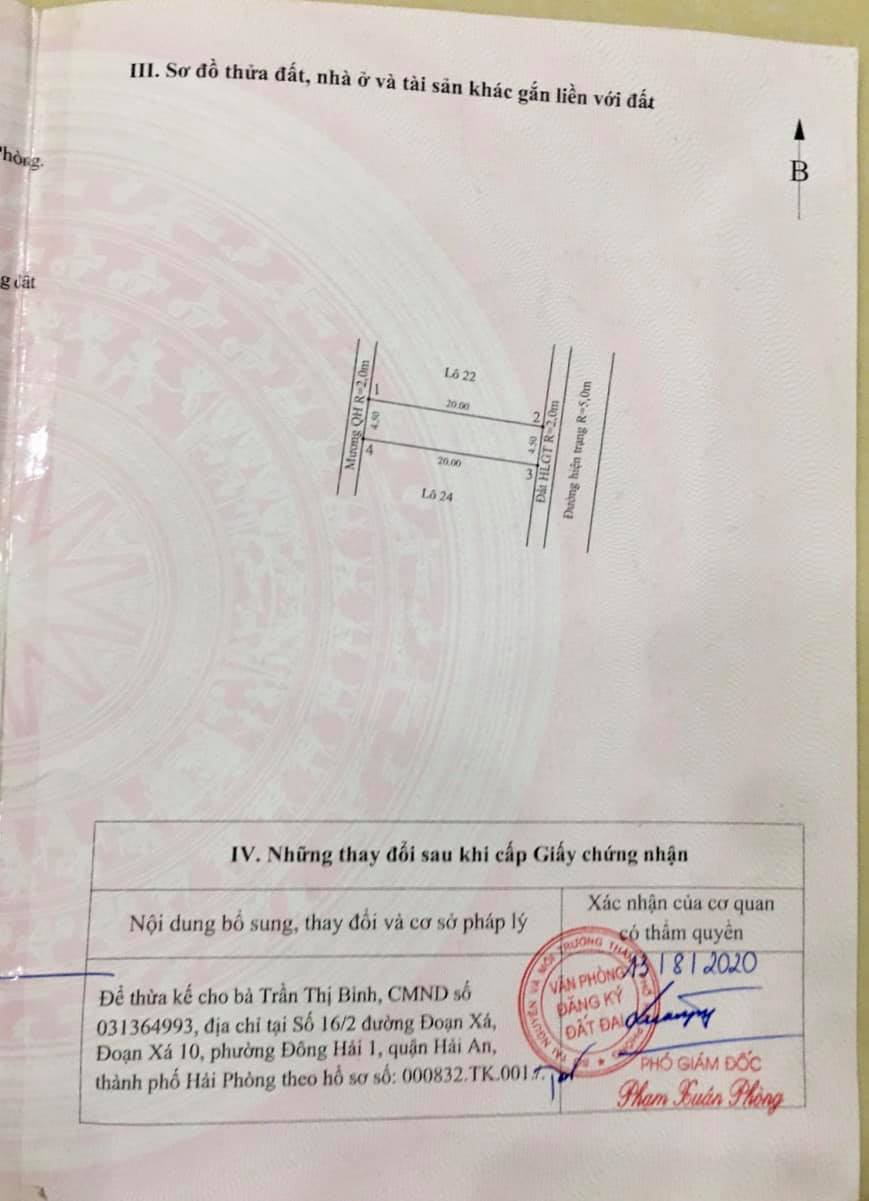 III. Sơ đồ thửa đất, nhà ở và tài sản khác gắn liền với đất
B
Phòng.
g đất
Lô 22
Mương QH R=2,0m
1
20.00
2
4.50
4.50
4
20.00
3
Lô 24
Đất HLGT R=2,0m
Đường hiện trạng R=5,0m
IV. Những thay đổi sau khi cấp Giấy chứng nhận
Nội dung bổ sung, thay đổi và cơ sở pháp lý
Xác nhận của cơ quan
có thẩm quyền
Để thừa kế cho bà Trần Thị Bình, CMND số
031364993, địa chỉ tại Số 16/2 đường Đoạn Xá,
Đoạn Xá 10, phường Đông Hải 1, quận Hải An,
thành phố Hải Phòng theo hồ sơ số: 000832.TK.001
13/8/2020
VĂN PHÒNG
ĐĂNG KÝ
ĐẤT ĐAI
PHÓ GIÁM ĐỐC
Phạm Xuân Phòng